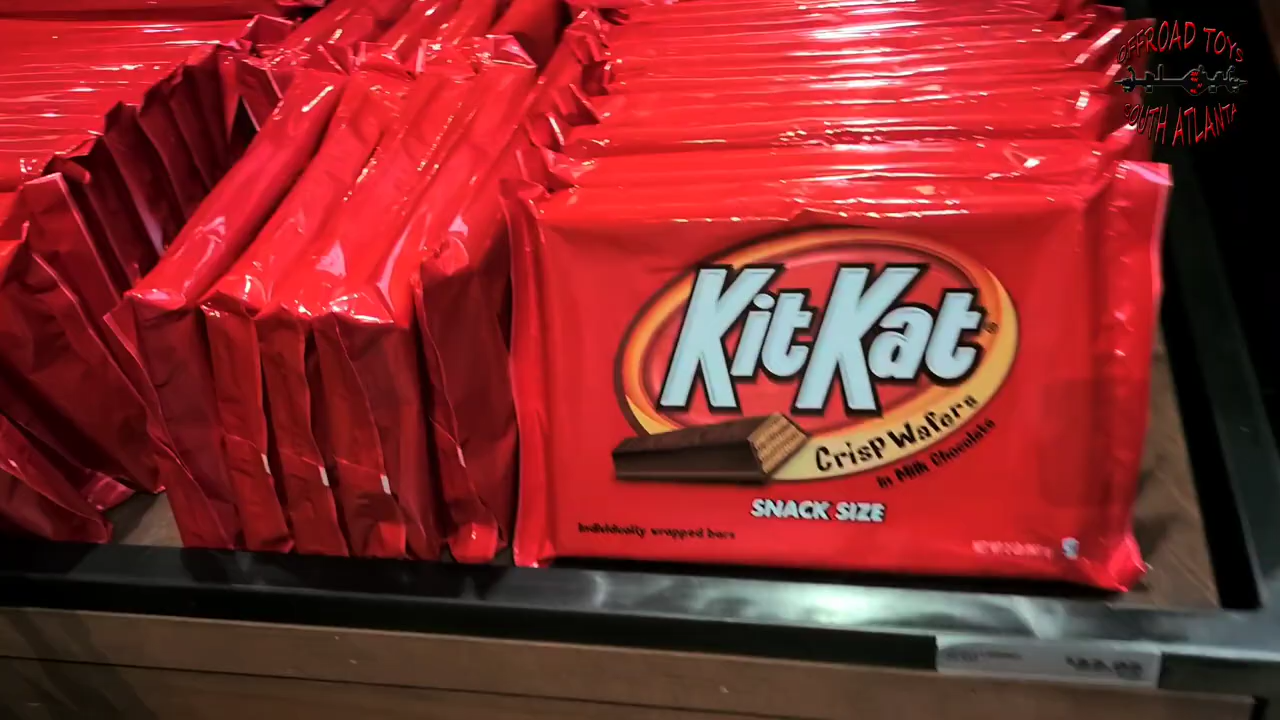 OFFROAD TOYS
SOUTH ATLANTA
KitKat
Crisp Wafers
in Milk Chocolate
SNACK SIZE
Individually wrapped bars